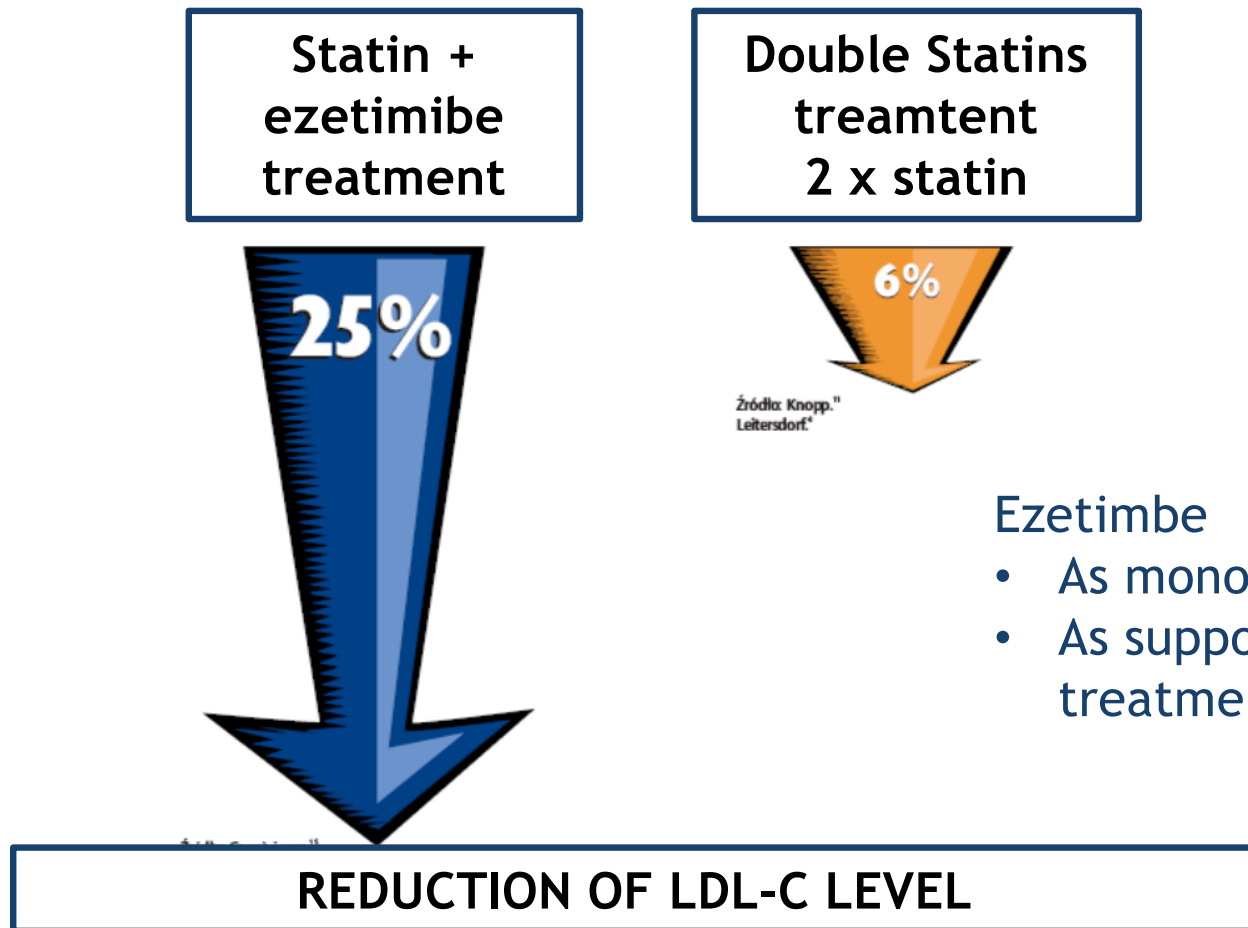 Statin +
ezetimibe
treatment
Double Statins
treamtent
2 x statin
25%
6%
Źródło: Knopp."
Leitersdorf.
Ezetimbe
• As mono
• As suppo
treatme
REDUCTION OF LDL-C LEVEL